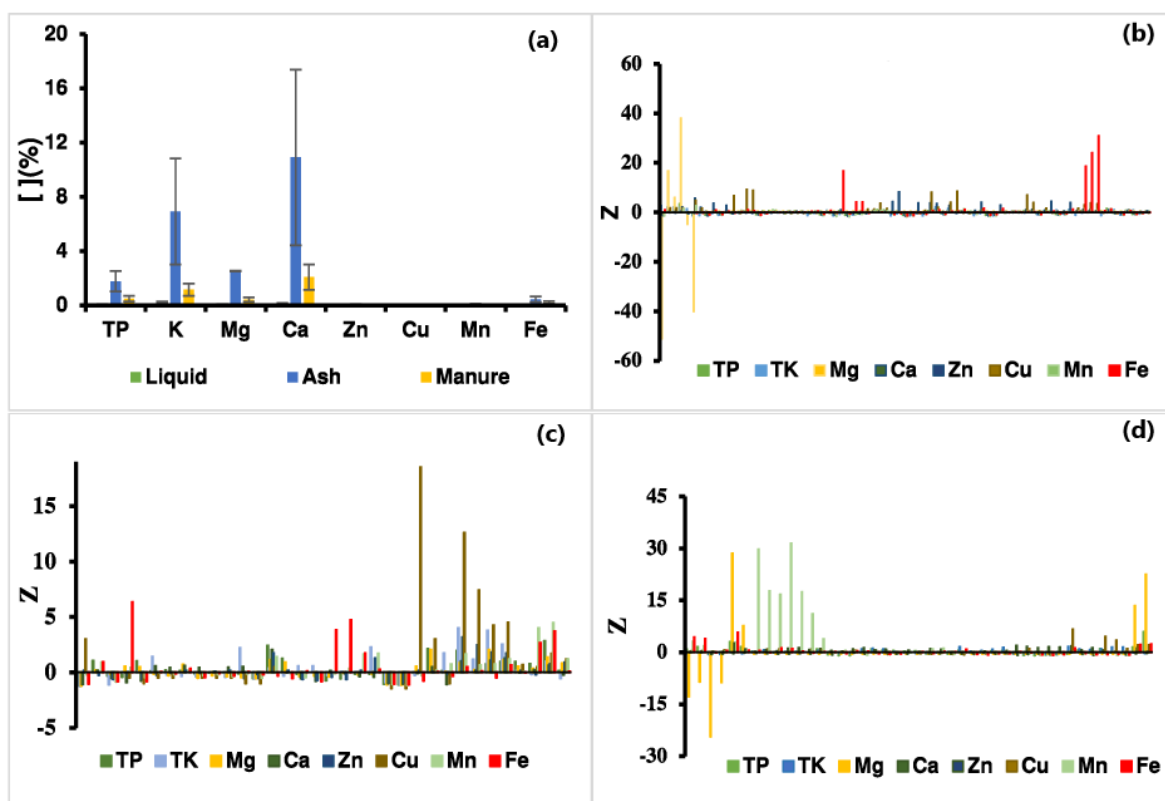 (a)
20
16
12
8
4
0
[ ](%)
TP K Mg Ca Zn Cu Mn Fe
Liquid Ash Manure
(b)
60
40
20
0
-20
-40
-60
Z
TP TK Mg Ca Zn Cu Mn Fe
(c)
15
10
5
0
-5
Z
TP TK Mg Ca Zn Cu Mn Fe
(d)
45
30
15
0
-15
-30
Z
TP TK Mg Ca Zn Cu Mn Fe